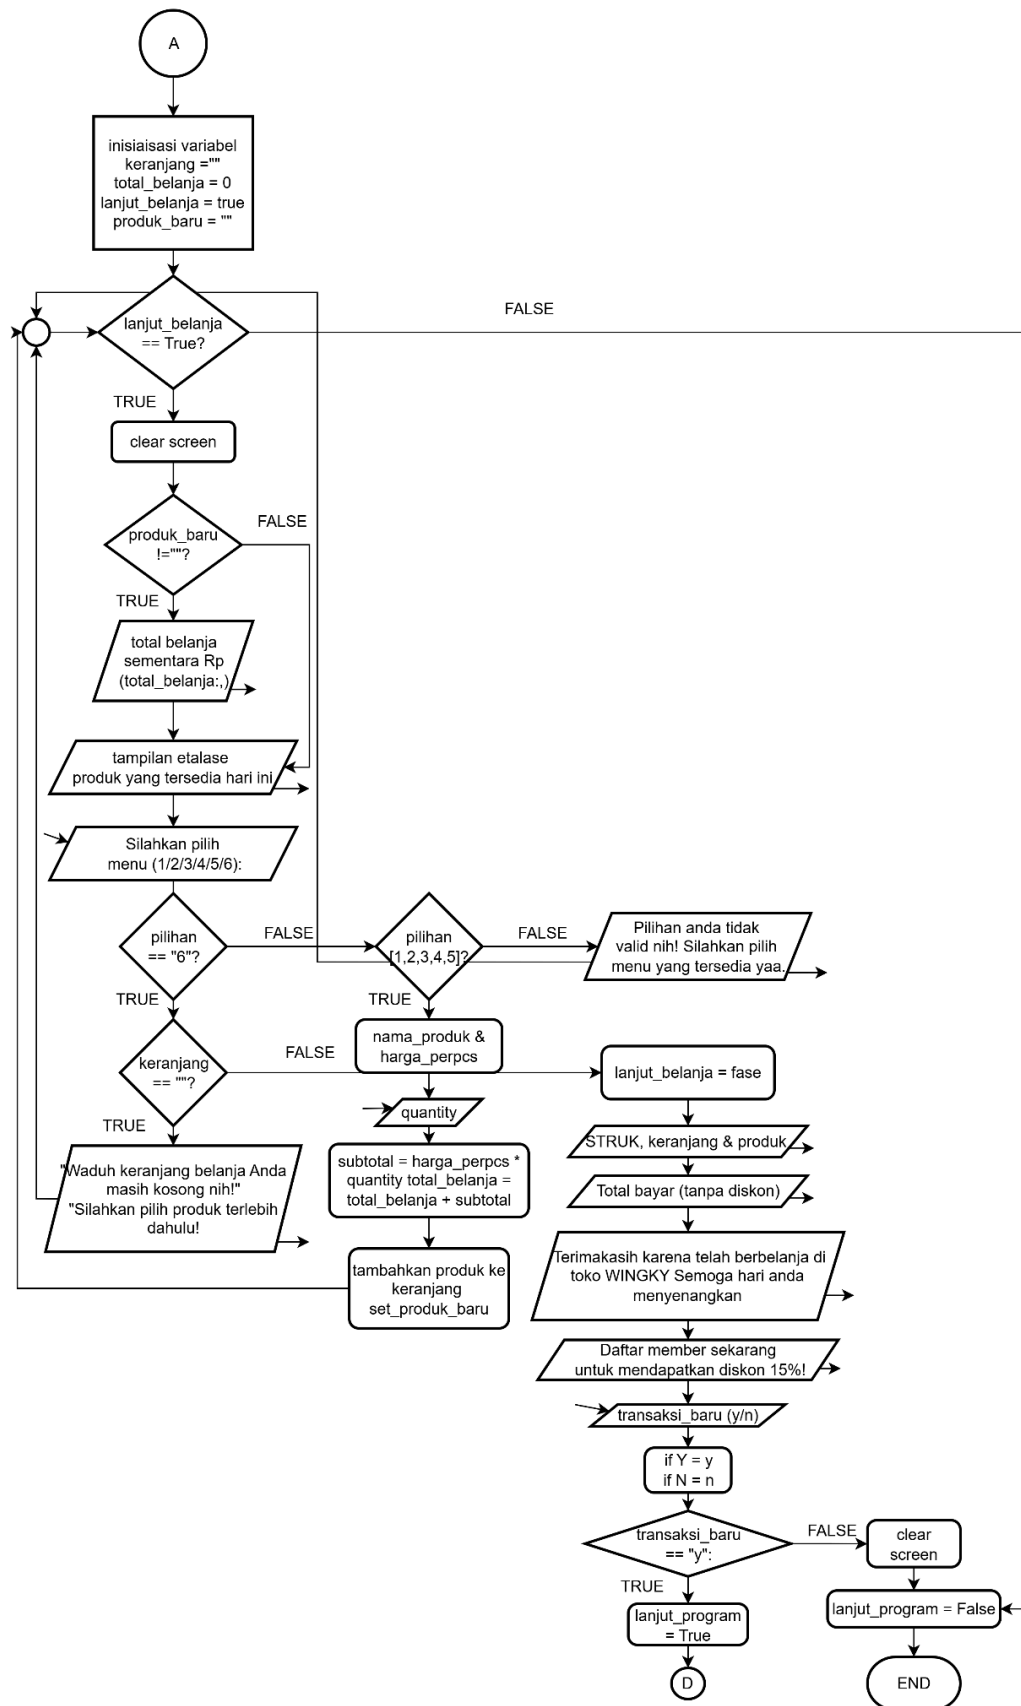 A
inisiaisasi variabel
keranjang =""
total_belanja = 0
lanjut_belanja = true
produk_baru = ""
lanjut_belanja
== True?
FALSE
TRUE
clear screen
produk_baru
!=""?
FALSE
TRUE
total belanja
sementara Rp
(total_belanja:,)
tampilan etalase
produk yang tersedia hari ini
Silahkan pilih
menu (1/2/3/4/5/6):
pilihan
== "6"?
FALSE
pilihan
[1,2,3,4,5]?
FALSE
Pilihan anda tidak
valid nih! Silahkan pilih
menu yang tersedia yaa.
TRUE
TRUE
nama_produk &
harga_perpcs
keranjang
== ""?
FALSE
lanjut_belanja = fase
quantity
TRUE
STRUK, keranjang & produk
"Waduh keranjang belanja Anda
masih kosong nih!"
"Silahkan pilih produk terlebih
dahulu!
subtotal = harga_perpcs *
quantity total_belanja =
total_belanja + subtotal
Total bayar (tanpa diskon)
tambahkan produk ke
keranjang
set_produk_baru
Terimakasih karena telah berbelanja di
toko WINGKY Semoga hari anda
menyenangkan
Daftar member sekarang
untuk mendapatkan diskon 15%!
transaksi_baru (y/n)
if Y = y
if N = n
transaksi_baru
== "y":
FALSE
clear
screen
TRUE
lanjut_program
= True
lanjut_program = False
D
END